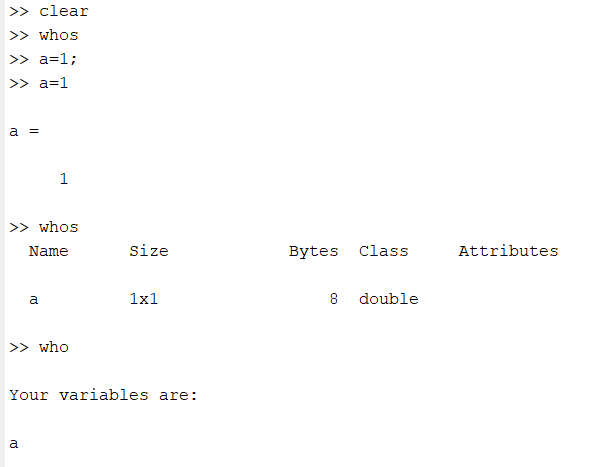 >> clear
>> whos
>> a=1;
>> a=1
a =
1
>> whos
Name Size Bytes Class Attributes
a 1x1 8 double
>> who
Your variables are:
a